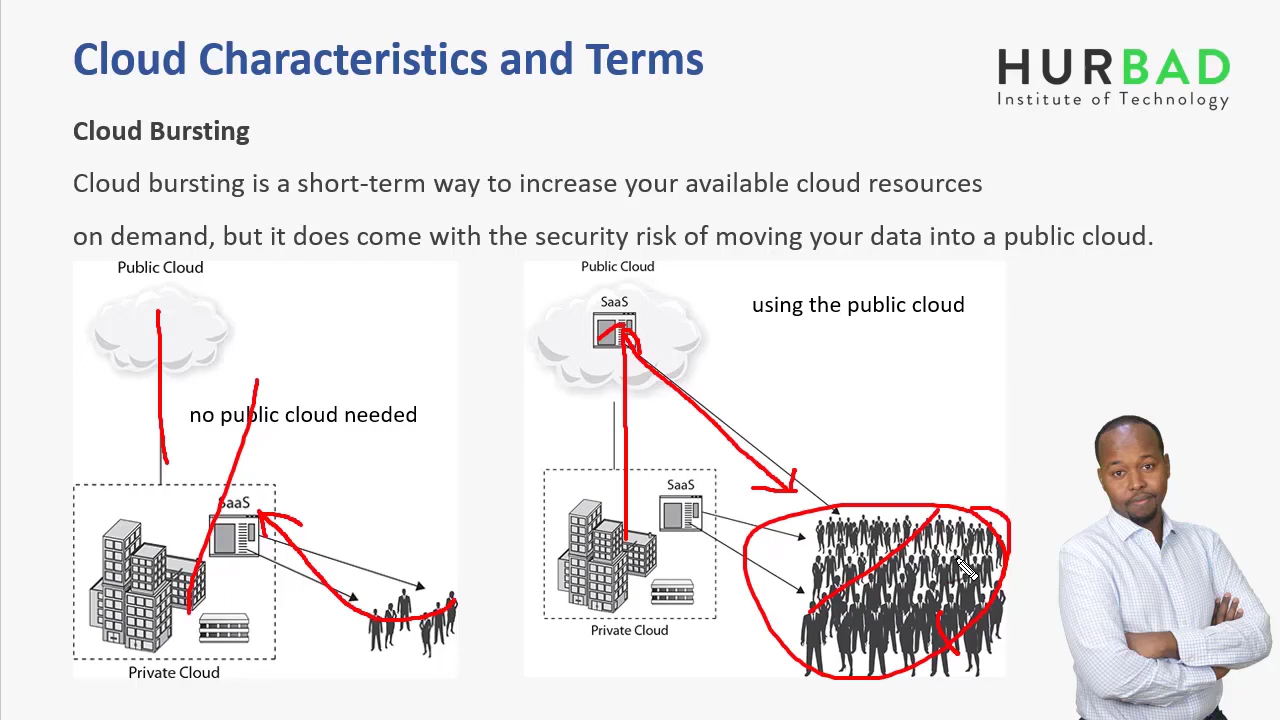 Cloud Characteristics and Terms
HURBAD
Institute of Technology
Cloud Bursting
Cloud bursting is a short-term way to increase your available cloud resources
on demand, but it does come with the security risk of moving your data into a public cloud.
Public Cloud
no public cloud needed
SaaS
Private Cloud
Public Cloud
SaaS
using the public cloud
SaaS
Private Cloud